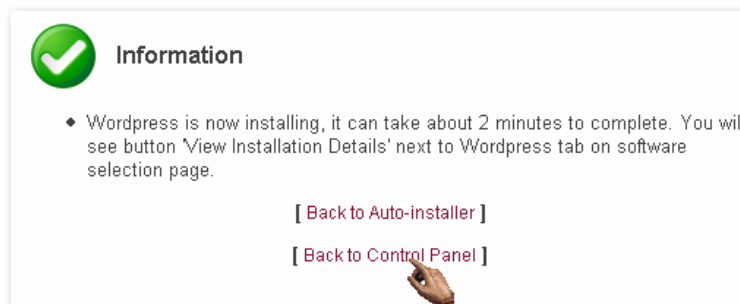 Information
◆ Wordpress is now installing, it can take about 2 minutes to complete. You wil
see button 'View Installation Details' next to Wordpress tab on software
selection page.
[ Back to Auto-installer ]
[ Back to Control Panel ]